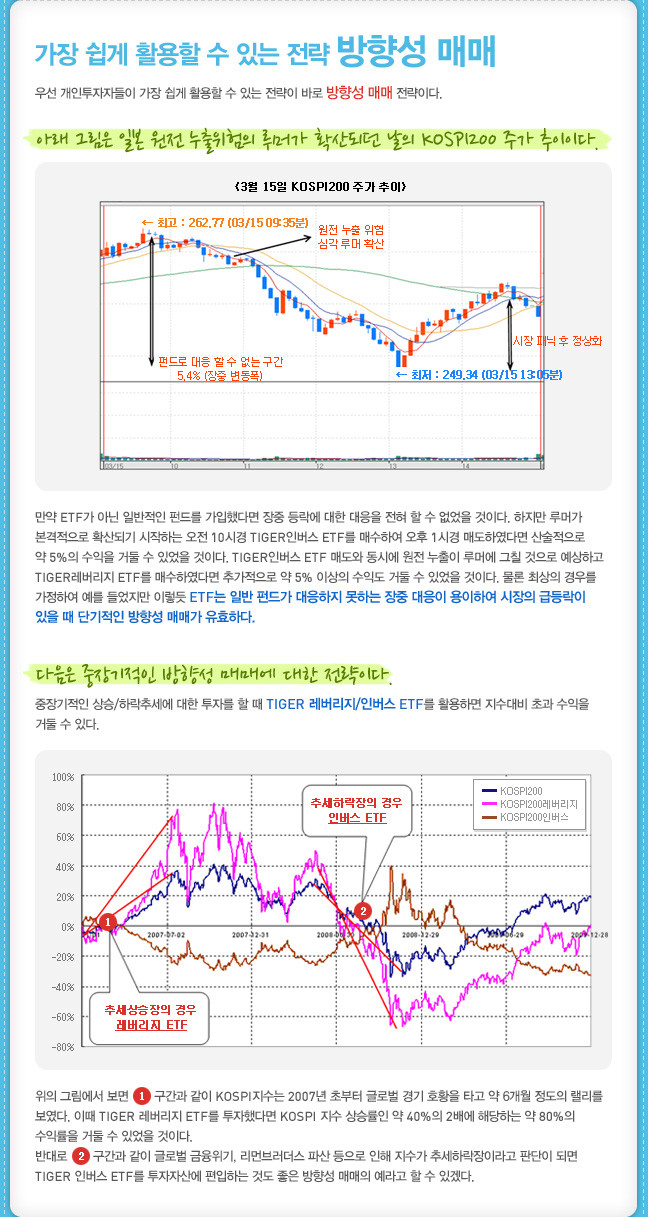 가장 쉽게 활용할 수 있는 전략 방향성 매매
우선 개인투자자들이 가장 쉽게 활용할 수 있는 전략이 바로 방향성 매매 전략이다.
아래 그림은 일본 원전 누출위험의 루머가 확산되던 날의 KOSPI200 주가 추이이다.
<3월 15일 KOSPI200 주가 추이>
← 최고 : 262,77 (03/15 09:35분)
원전 누출 위험
심각 루머 확산
시장 패닉 후 정상화
펀드로 대응 할 수 없는 구간
5.4% (장중 변동폭)
← 최저 : 249,34 (03/15 13:05분)
03/15 10 11 12 13 14
만약 ETF가 아닌 일반적인 펀드를 가입했다면 장중 등락에 대한 대응을 전혀 할 수 없었을 것이다. 하지만 루머가
본격적으로 확산되기 시작하는 오전 10시경 TIGER인버스 ETF를 매수하여 오후 1시경 매도하였다면 산술적으로
약 5%의 수익을 거둘 수 있었을 것이다. TIGER인버스 ETF 매도와 동시에 원전 누출이 루머에 그칠 것으로 예상하고
TIGER레버리지 ETF를 매수하였다면 추가적으로 약 5% 이상의 수익도 거둘 수 있었을 것이다. 물론 최상의 경우를
가정하여 예를 들었지만 이렇듯 ETF는 일반 펀드가 대응하지 못하는 장중 대응이 용이하여 시장의 급등락이
있을 때 단기적인 방향성 매매가 유효하다.
다음은 중장기적인 방향성 매매에 대한 전략이다.
중장기적인 상승/하락추세에 대한 투자를 할 때 TIGER 레버리지/인버스 ETF를 활용하면 지수대비 초과 수익을
거둘 수 있다.
100%
80%
60%
40%
20%
0%
-20%
-40%
-60%
-80%
KOSPI200
KOSPI200레버리지
KOSPI200인버스
추세하락장의 경우
인버스 ETF
1
2
2007-07-02 2007-12-31 2008-12-29 2009-12-28
추세상승장의 경우
레버리지 ETF
위의 그림에서 보면 1 구간과 같이 KOSPI지수는 2007년 초부터 글로벌 경기 호황을 타고 약 6개월 정도의 랠리를
보였다. 이때 TIGER 레버리지 ETF를 투자했다면 KOSPI 지수 상승률인 약 40%의 2배에 해당하는 약 80%의
수익률을 거둘 수 있었을 것이다.
반대로 2 구간과 같이 글로벌 금융위기, 리먼브러더스 파산 등으로 인해 지수가 추세하락장이라고 판단이 되면
TIGER 인버스 ETF를 투자자산에 편입하는 것도 좋은 방향성 매매의 예라고 할 수 있겠다.